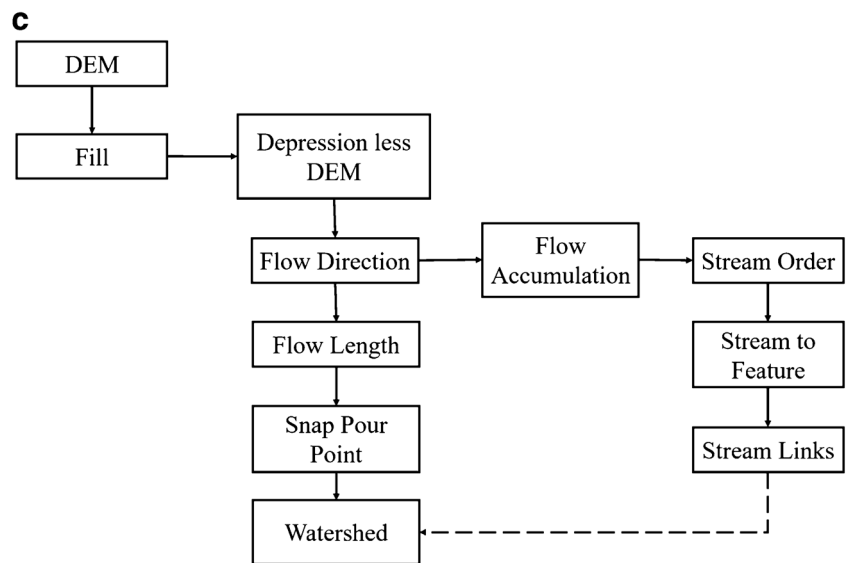 c
DEM
Fill
Depression less
DEM
Flow Direction
Flow
Accumulation
Stream Order
Flow Length
Stream to
Feature
Snap Pour
Point
Stream Links
Watershed